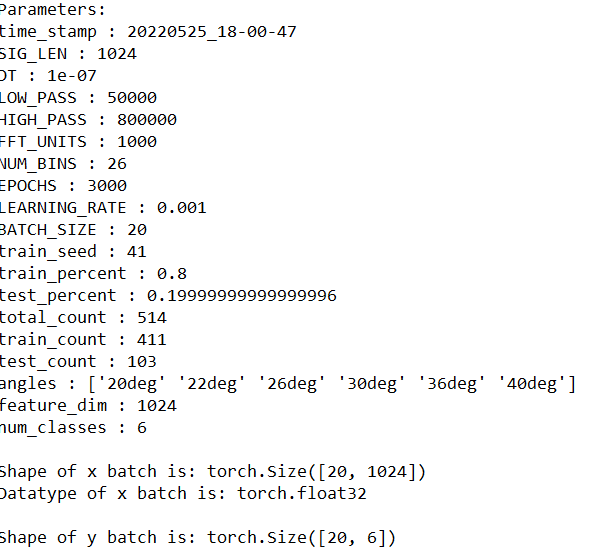 Parameters:
time_stamp : 20220525_18-00-47
SIG_LEN : 1024
DT : 1e-07
LOW_PASS : 50000
HIGH_PASS : 800000
FFT_UNITS : 1000
NUM_BINS : 26
EPOCHS : 3000
LEARNING_RATE : 0.001
BATCH_SIZE : 20
train_seed : 41
train_percent : 0.8
test_percent : 0.19999999999999996
total_count : 514
train_count : 411
test_count : 103
angles : ['20deg' '22deg' '26deg' '30deg' '36deg' '40deg']
feature_dim : 1024
num_classes : 6
Shape of x batch is: torch.Size([20, 1024])
Datatype of x batch is: torch.float32
Shape of y batch is: torch.Size([20, 6])